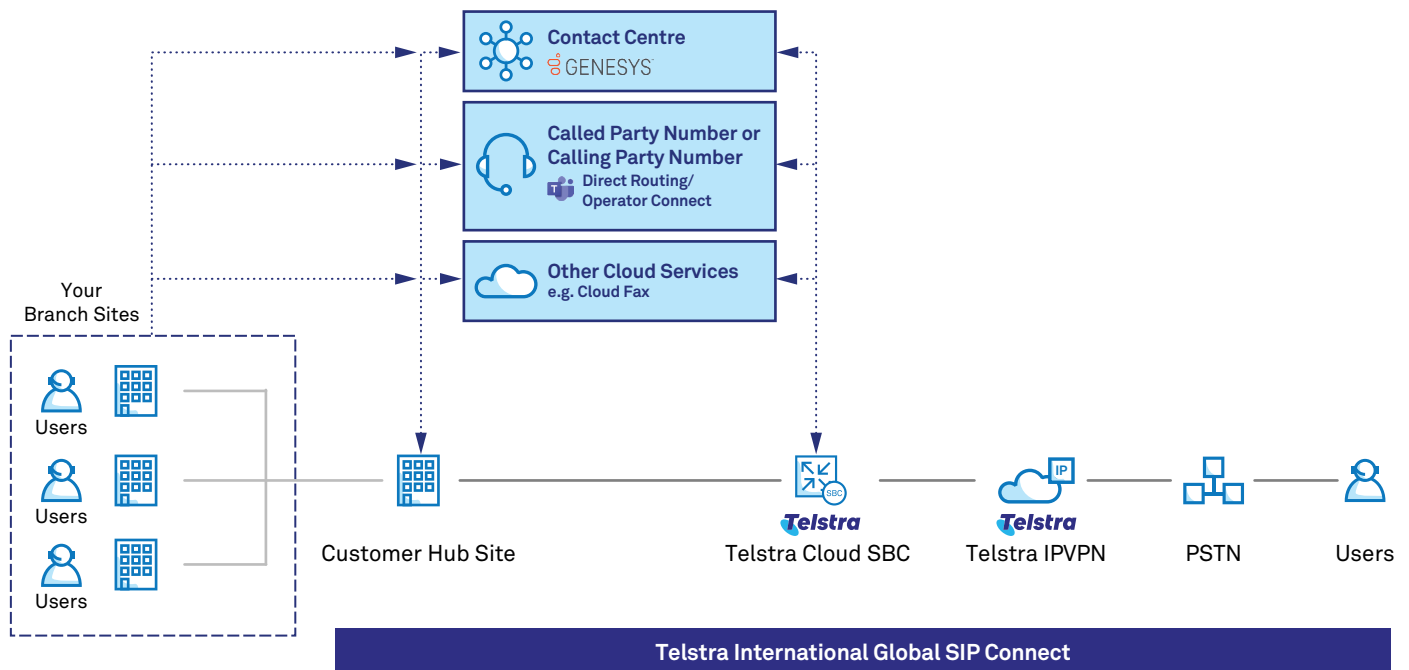 Contact Centre
GENESYS
Called Party Number or
Calling Party Number
T
Direct Routing/
Operator Connect
Other Cloud Services
e.g. Cloud Fax
Your
Branch Sites
Users
Users
Users
Customer Hub Site
SBC
Telstra
Telstra Cloud SBC
IP
Telstra
Telstra IPVPN
PSTN
Users
Telstra International Global SIP Connect